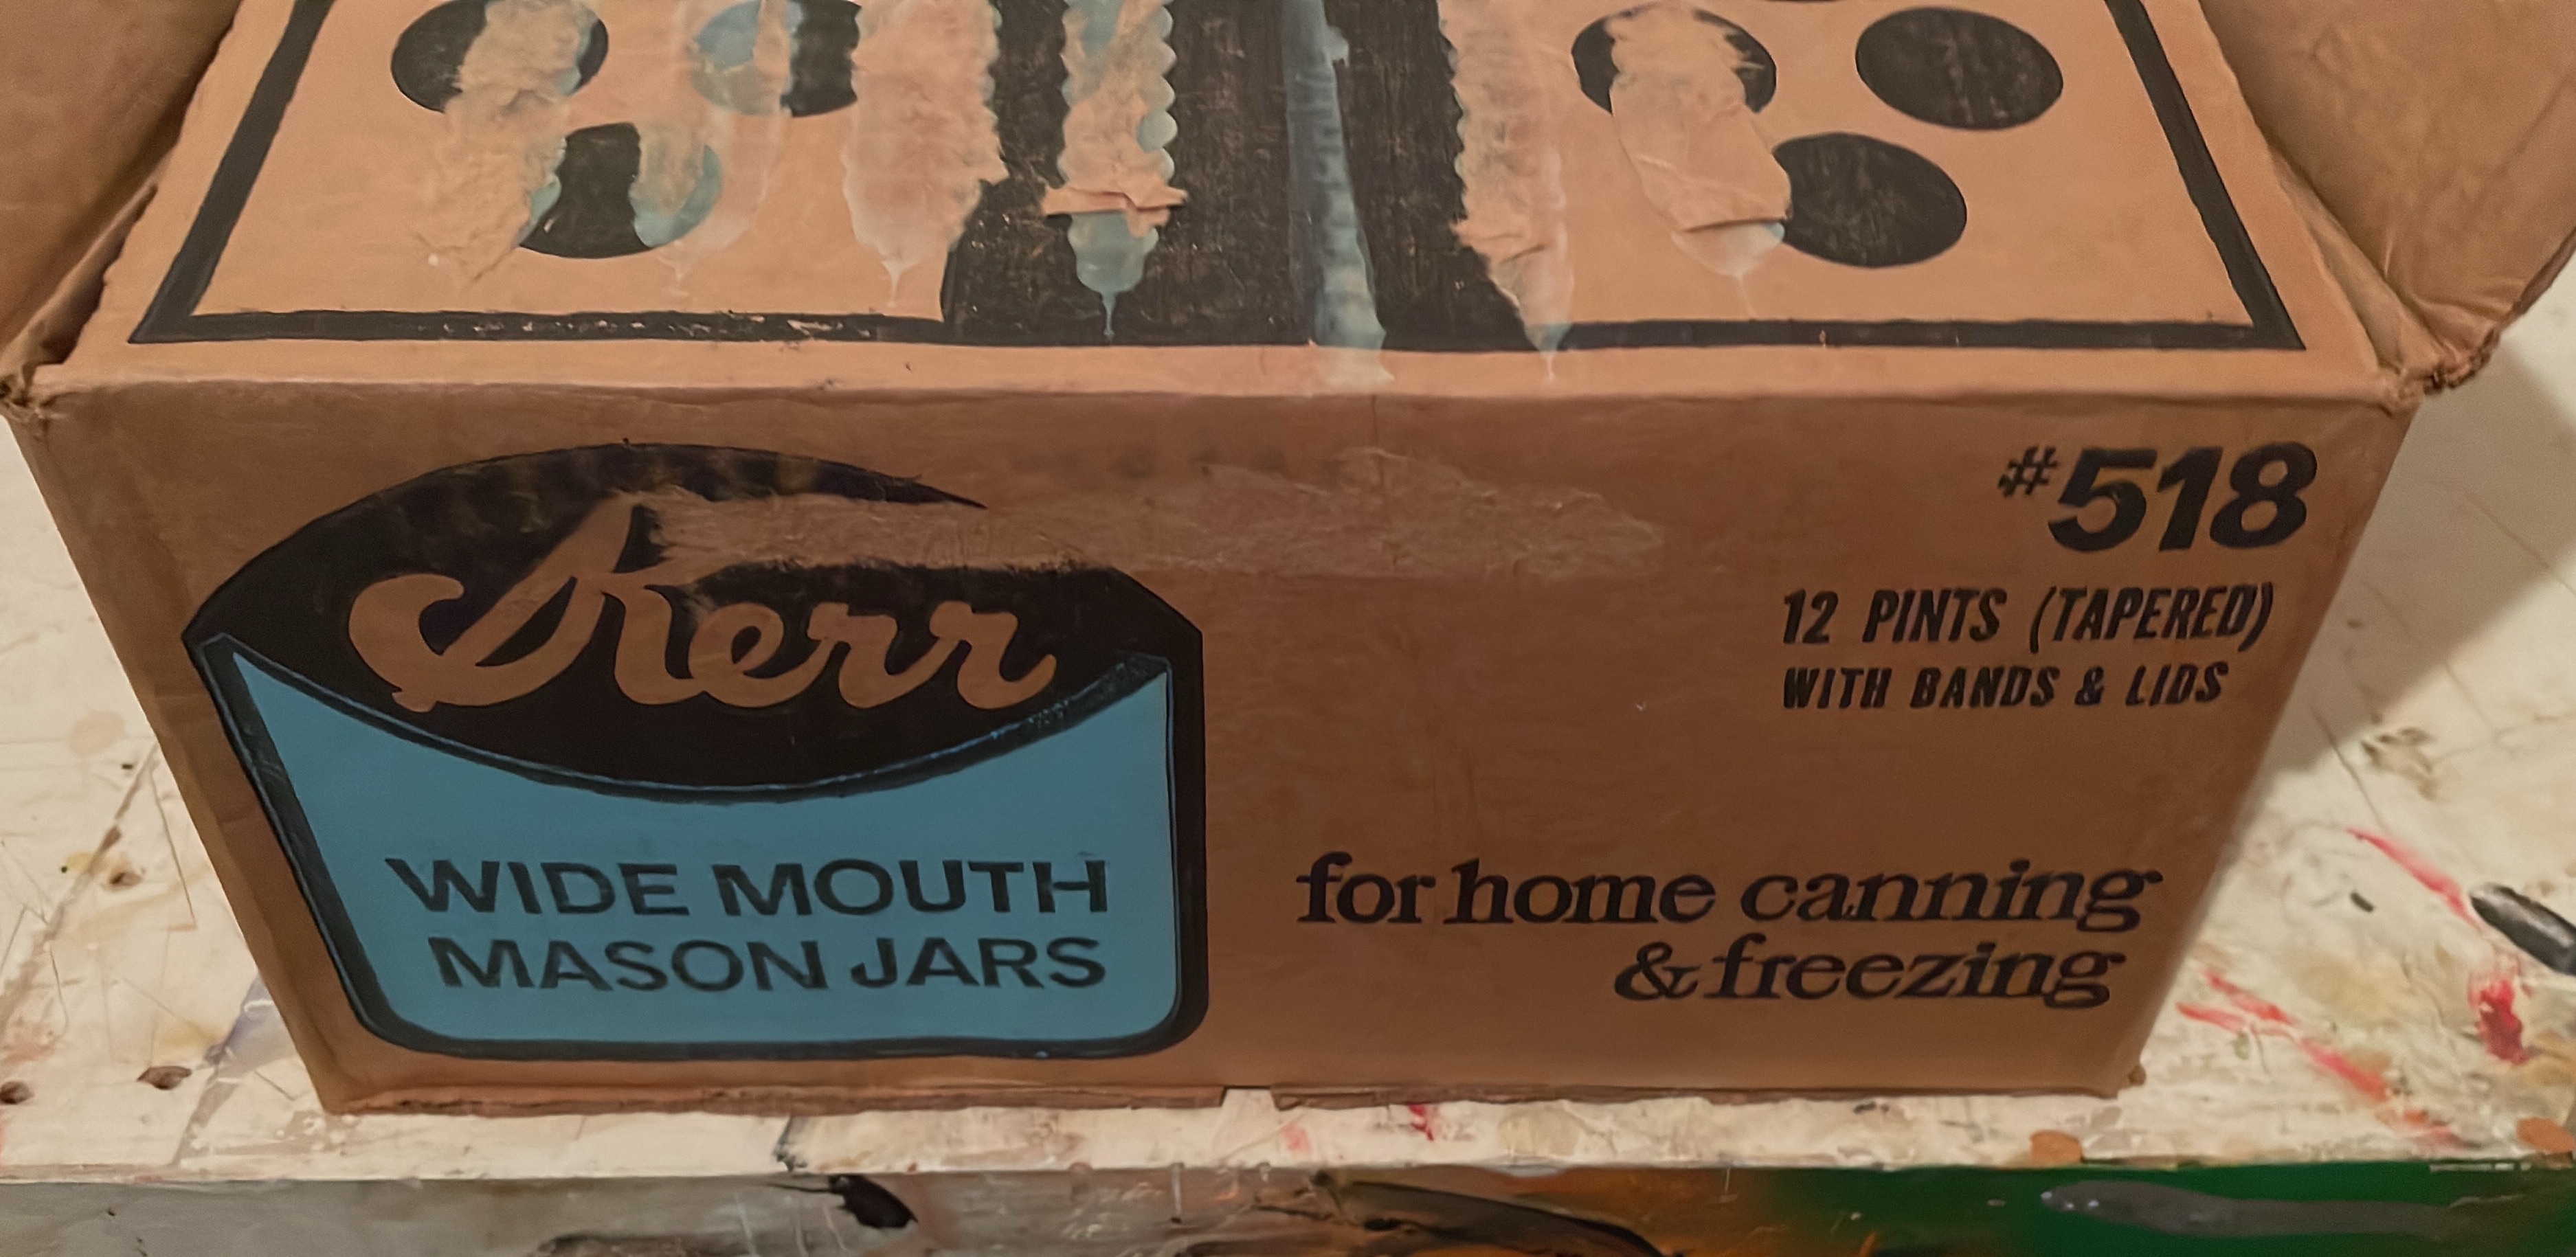 Kerr
WIDE MOUTH
MASON JARS
#518
12 PINTS (TAPERED)
WITH BANDS & LIDS
for home canning
& freezing